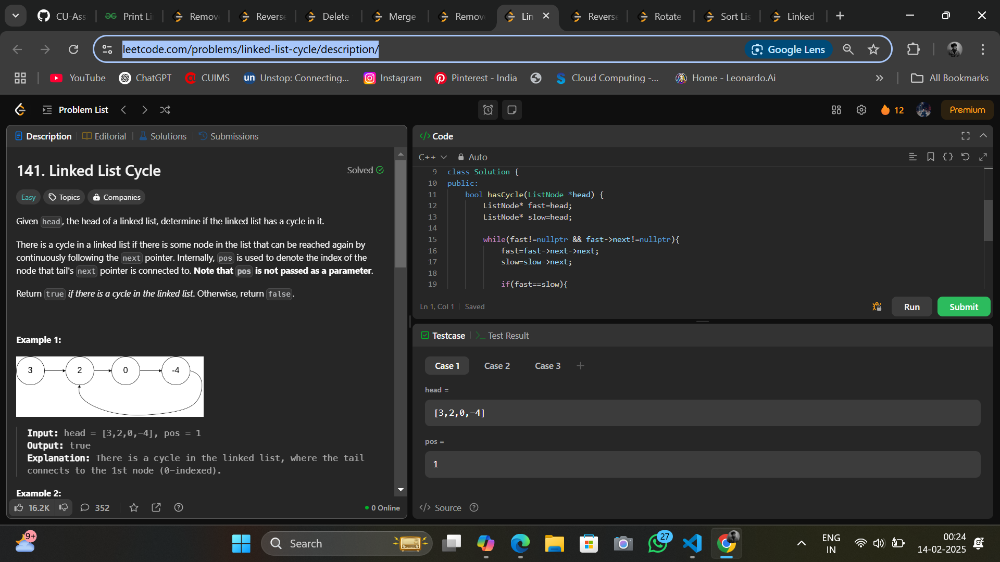 CU-Ass
Print Li
Remov
Revers
Delete
Merge
Remov
Lin
Revers
Rotate
Sort Lis
Linked
leetcode.com/problems/linked-list-cycle/description/
Google Lens
YouTube
ChatGPT
CUIMS
un Unstop: Connecting...
Instagram
Pinterest - India
Cloud Computing -...
Home - Leonardo.Ai
All Bookmarks
Problem List
12
Premium
Description
Editorial
Solutions
Submissions
141. Linked List Cycle
Solved
Easy
Topics
Companies
Given head, the head of a linked list, determine if the linked list has a cycle in it.
There is a cycle in a linked list if there is some node in the list that can be reached again by
continuously following the next pointer. Internally, pos is used to denote the index of the
node that tail's next pointer is connected to. Note that pos is not passed as a parameter.
Return true if there is a cycle in the linked list. Otherwise, return false.
Example 1:
3 2 0 -4
Input: head = [3,2,0,-4], pos = 1
Output: true
Explanation: There is a cycle in the linked list, where the tail
connects to the 1st node (0-indexed).
Example 2:
16.2K
352
0 Online
</> Code
C++
Auto
9 class Solution {
10 public:
11 bool hasCycle(ListNode *head) {
12 ListNode* fast=head;
13 ListNode* slow=head;
14
15 while(fast!=nullptr && fast->next!=nullptr){
16 fast=fast->next->next;
17 slow=slow->next;
18
19 if(fast==slow){
Ln 1, Col 1
Saved
Run
Submit
Testcase
>_ Test Result
Case 1
Case 2
Case 3
+
head =
[3,2,0,-4]
pos =
1
</> Source
9+
Search
27
ENG
IN
00:24
14-02-2025